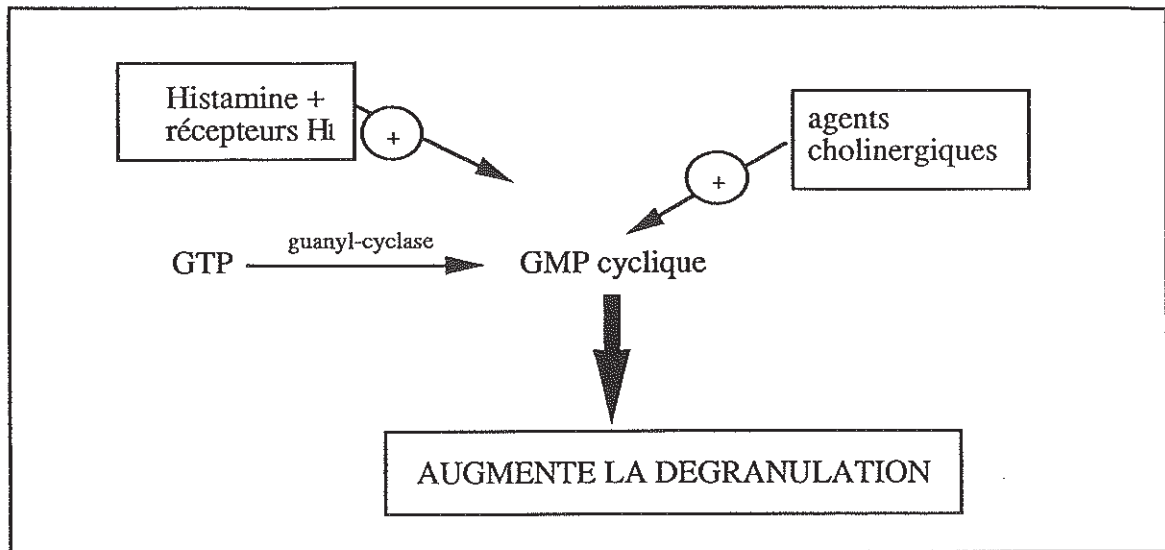 Histamine +
récepteurs H1
+
agents
cholinergiques
+
guanyl-cyclase
GTP
GMP cyclique
AUGMENTE LA DEGRANULATION